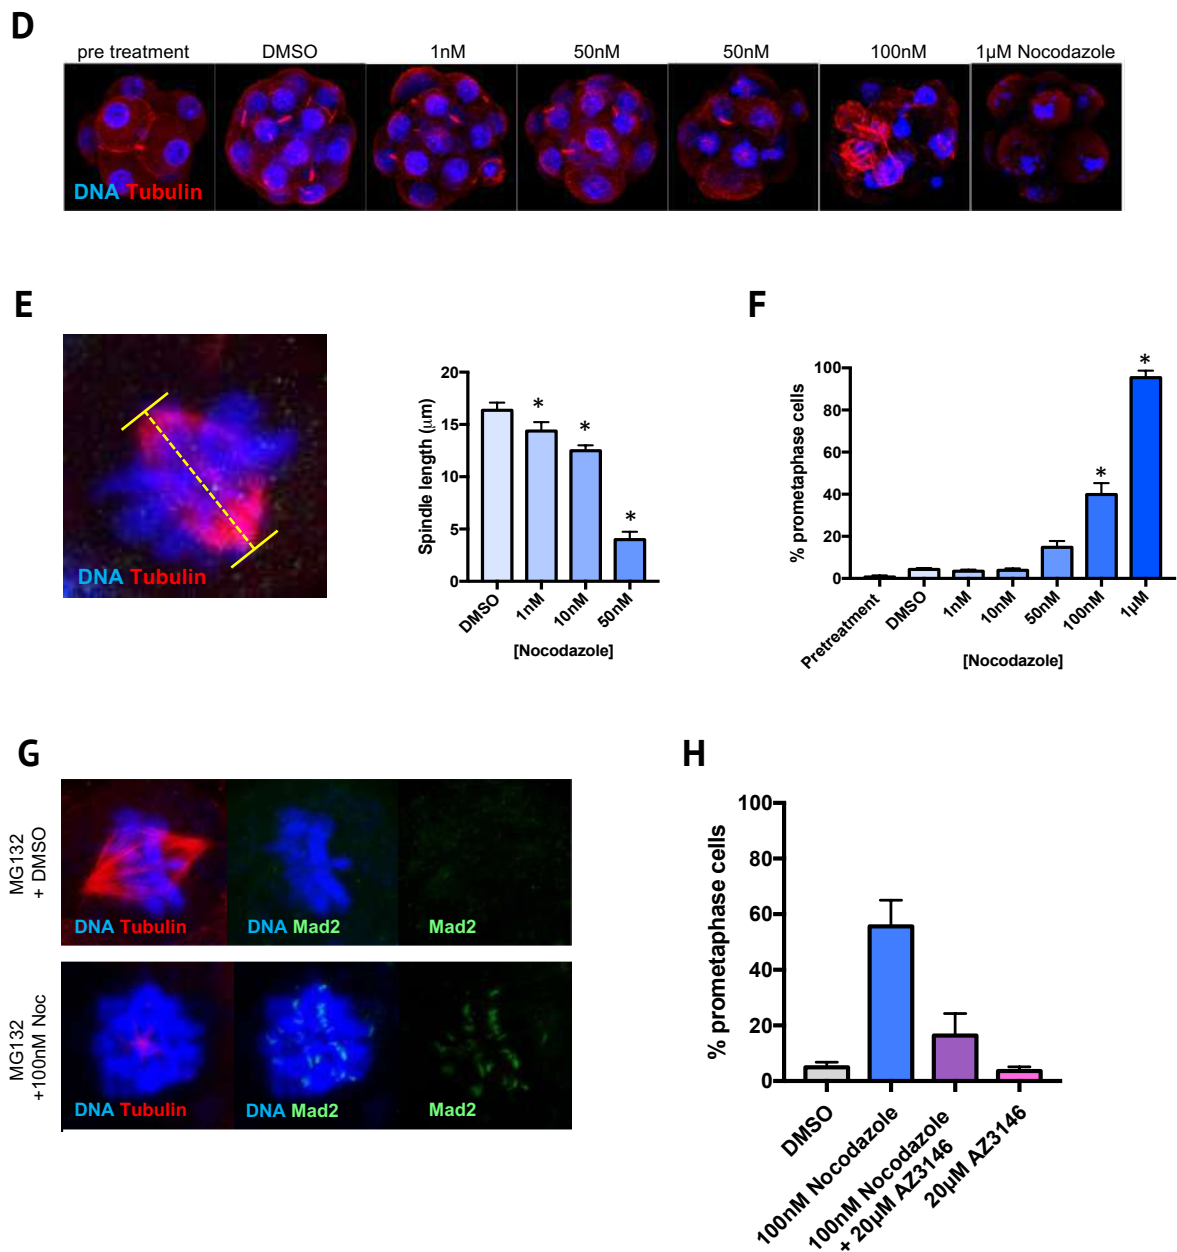 D
pre treatment DMSO 1nM 50nM 50nM 100nM 1µM Nocodazole
DNA Tubulin
E
DNA Tubulin
Spindle length (µm)
20
15
10
5
0
DMSO 1nM 10nM 50nM
[Nocodazole]
* * *
F
% prometaphase cells
100
80
60
40
20
0
Pretreatment DMSO 1nM 10nM 50nM 100nM 1µM
[Nocodazole]
* *
G
MG132
+ DMSO
DNA Tubulin DNA Mad2 Mad2
MG132
+100nM Noc
DNA Tubulin DNA Mad2 Mad2
H
% prometaphase cells
100
80
60
40
20
0
DMSO
100nM Nocodazole
100nM Nocodazole
+ 20µM AZ3146
20µM AZ3146